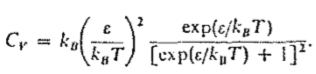 C_V = k_B (ε / k_B T)^2 exp(ε/k_B T) / [exp(ε/k_B T) + 1]^2.